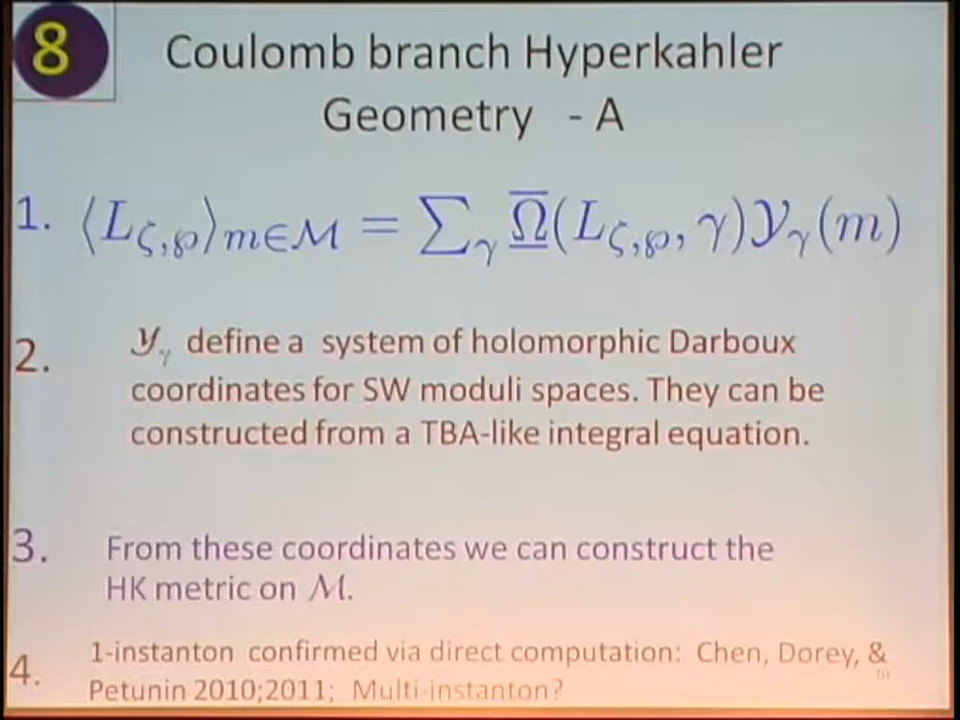 8
Coulomb branch Hyperkahler
Geometry - A
1. ⟨L_{ζ,℘}⟩_{m∈ℳ} = ∑_γ \overline{\underline{Ω}}(L_{ζ,℘}, γ)𝒴_γ(m)
2. 𝒴_γ define a system of holomorphic Darboux
coordinates for SW moduli spaces. They can be
constructed from a TBA-like integral equation.
3. From these coordinates we can construct the
HK metric on ℳ.
4. 1-instanton confirmed via direct computation: Chen, Dorey, &
Petunin 2010;2011; Multi-instanton?